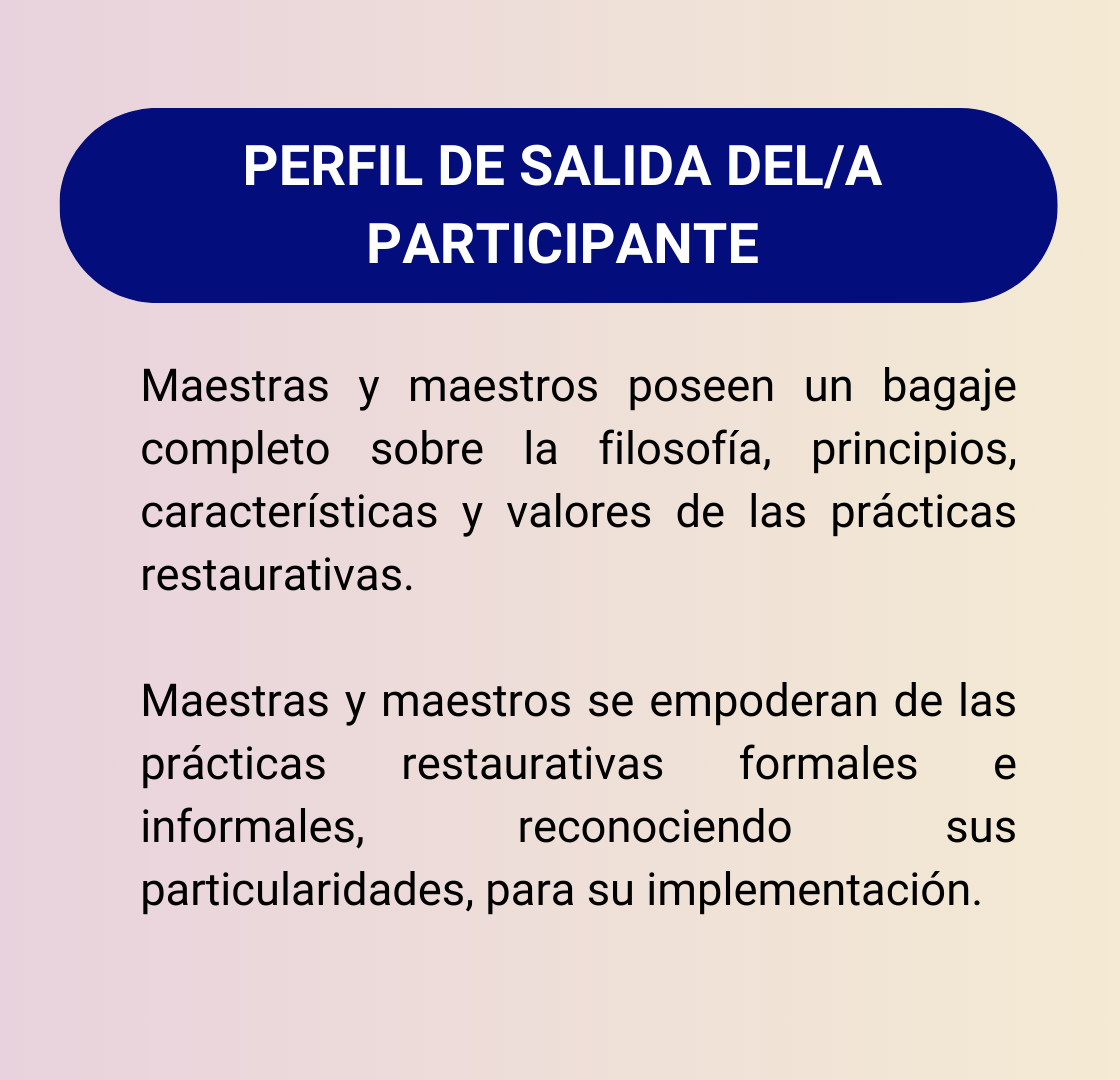 PERFIL DE SALIDA DEL/A
PARTICIPANTE
Maestras y maestros poseen un bagaje
completo sobre la filosofía, principios,
características y valores de las prácticas
restaurativas.
Maestras y maestros se empoderan de las
prácticas restaurativas formales e
informales, reconociendo sus
particularidades, para su implementación.